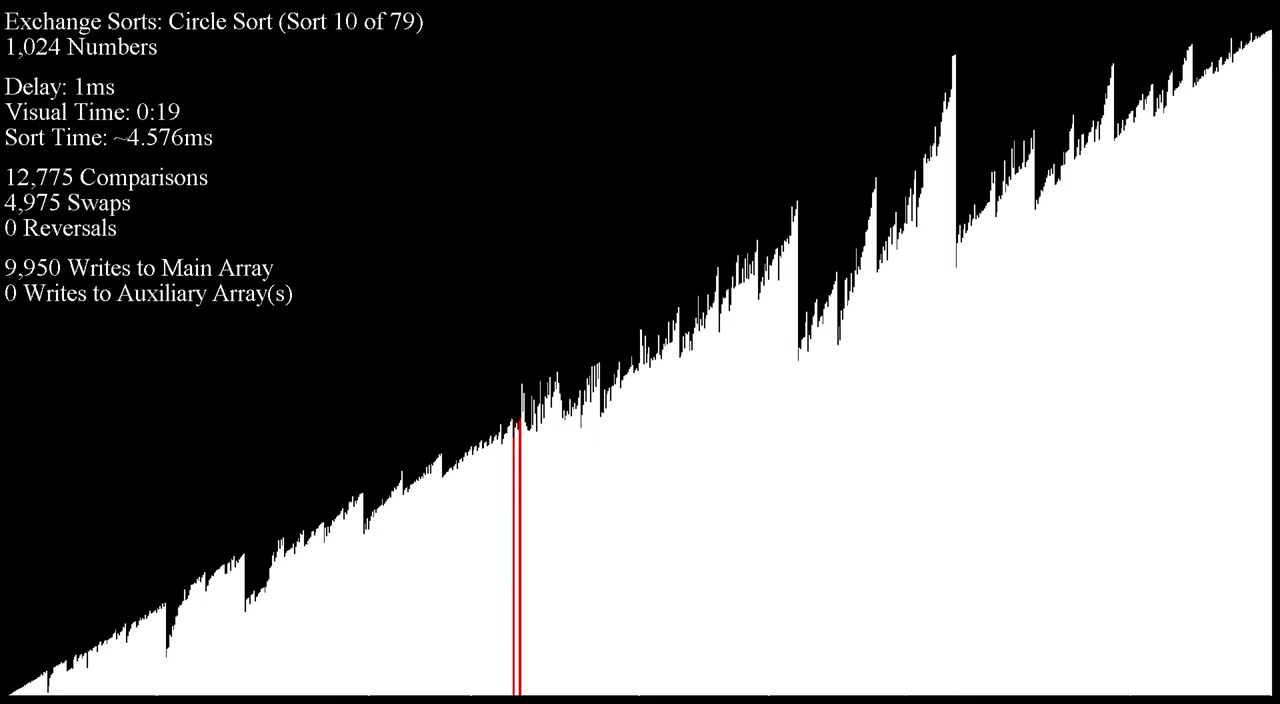 Exchange Sorts: Circle Sort (Sort 10 of 79)
1,024 Numbers
Delay: 1ms
Visual Time: 0:19
Sort Time: ~4.576ms
12,775 Comparisons
4,975 Swaps
0 Reversals
9,950 Writes to Main Array
0 Writes to Auxiliary Array(s)